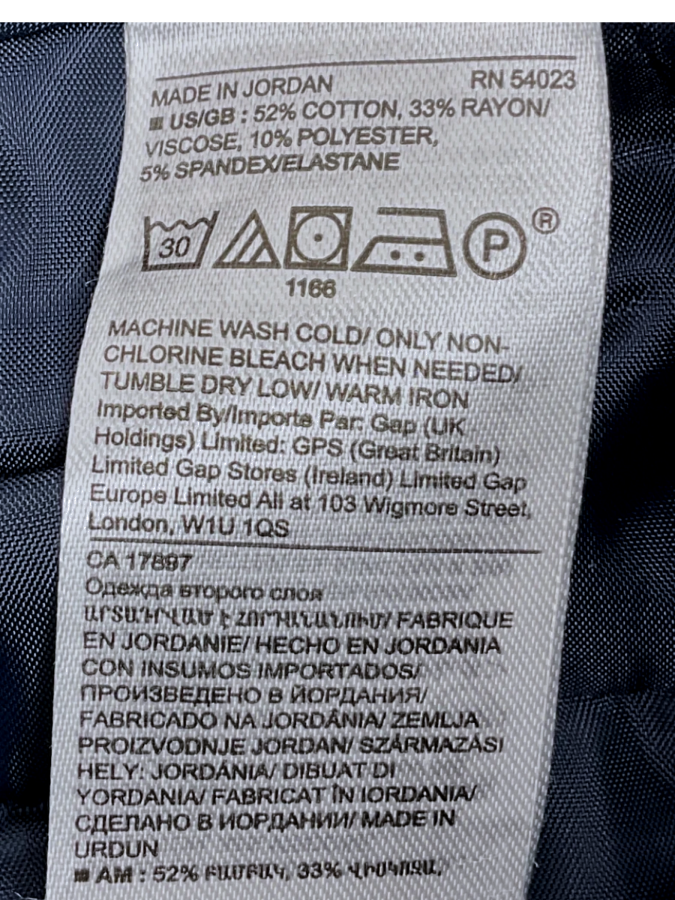 MADE IN JORDAN RN 54023
US/GB : 52% COTTON, 33% RAYON/
VISCOSE, 10% POLYESTER,
5% SPANDEX/ELASTANE
30 P ®
1166
MACHINE WASH COLD/ ONLY NON-
CHLORINE BLEACH WHEN NEEDED/
TUMBLE DRY LOW/ WARM IRON
Imported By/Importe Par: Gap (UK
Holdings) Limited: GPS (Great Britain)
Limited Gap Stores (Ireland) Limited Gap
Europe Limited All at 103 Wigmore Street,
London, W1U 1QS
CA 17897
Одежда второго слоя
ԱՐՏԱԴՐՎԱԾ Է ՀՈՐԴԱՆԱՆՈՒՄ/ FABRIQUE
EN JORDANIE/ HECHO EN JORDANIA
CON INSUMOS IMPORTADOS/
ПРОИЗВЕДЕНО В ЙОРДАНИЯ/
FABRICADO NA JORDÂNIA/ ZEMLJA
PROIZVODNJE JORDAN/ SZÁRMAZÁSI
HELY: JORDÁNIA/ DIBUAT DI
YORDANIA/ FABRICAT ÎN IORDANIA/
СДЕЛАНО В ИОРДАНИИ/ MADE IN
URDUN
AM : 52% ԲԱՄԲԱԿ, 33% ՎԻՍԿՈԶԱ,